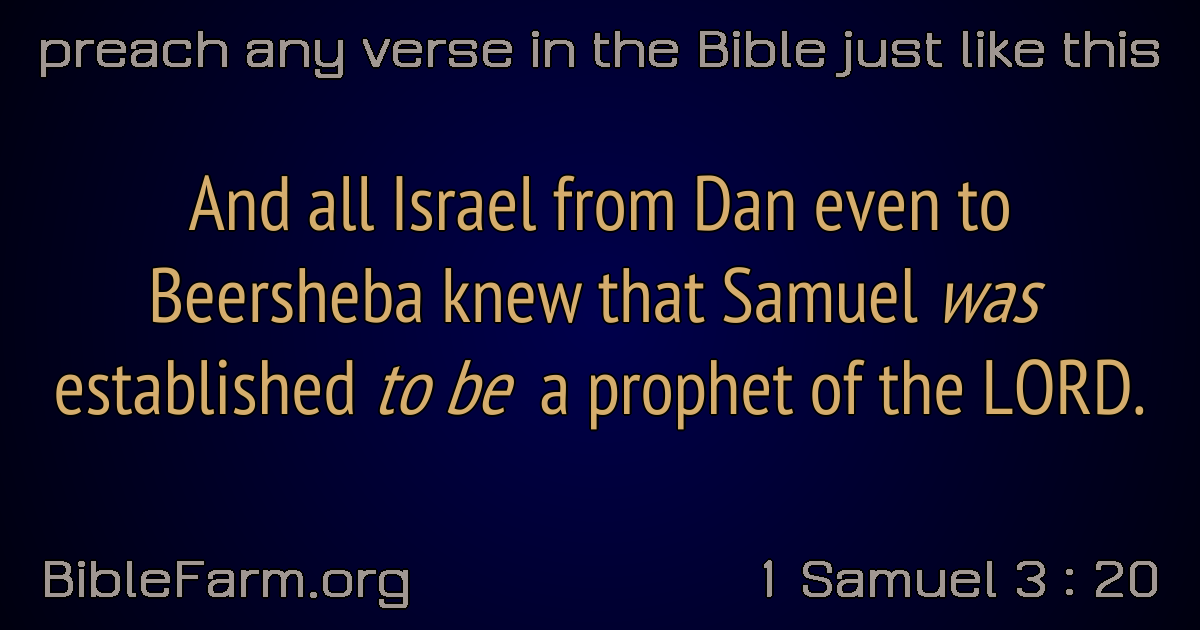 preach any verse in the Bible just like this
And all Israel from Dan even to
Beersheba knew that Samuel was
established to be a prophet of the LORD.
BibleFarm.org
1 Samuel 3 : 20